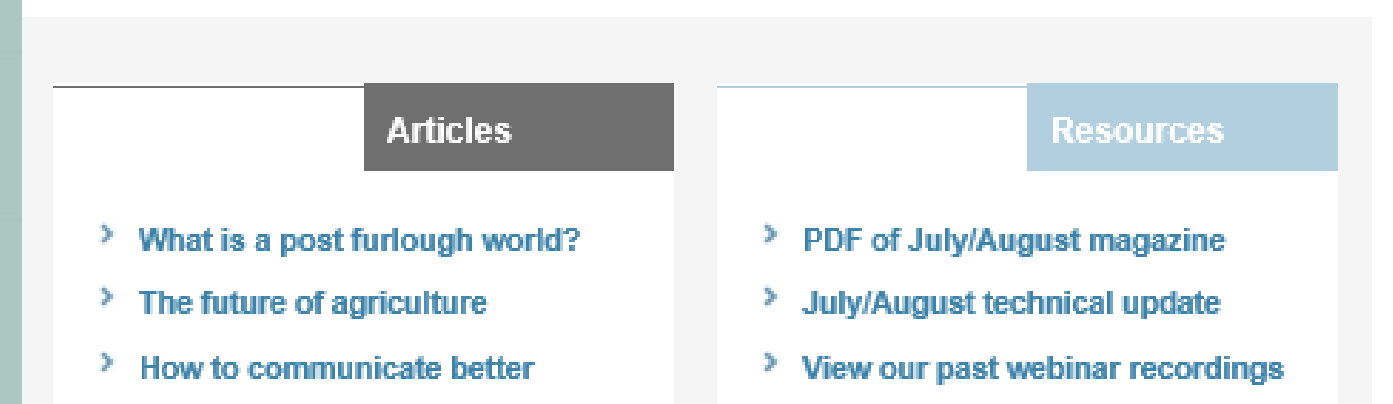 Articles
What is a post furlough world?
The future of agriculture
How to communicate better
Resources
PDF of July/August magazine
July/August technical update
View our past webinar recordings